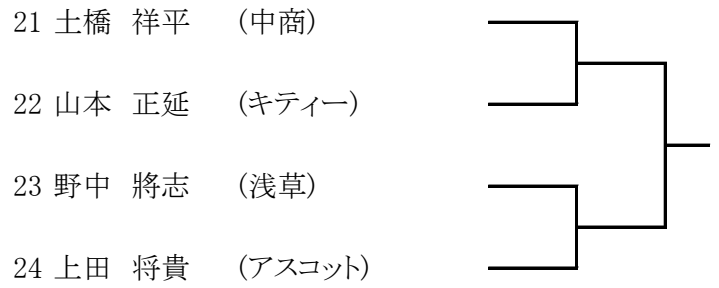 21 土橋 祥平 (中商)
22 山本 正延 (キティー)
23 野中 將志 (浅草)
24 上田 将貴 (アスコット)